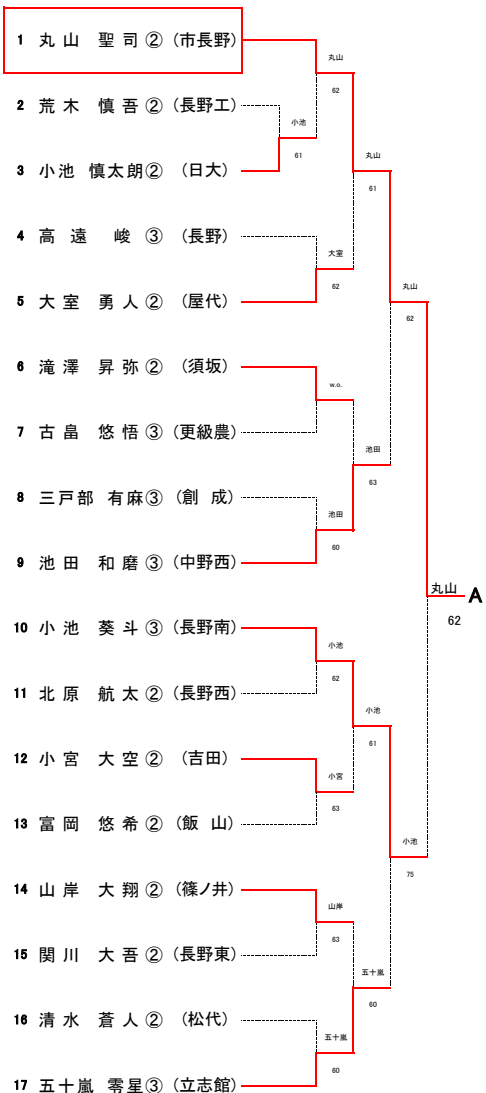 1 丸山 聖司② (市長野)
丸山
62
2 荒木 慎吾② (長野工)
小池
61
3 小池 慎太朗② (日大)
丸山
61
4 高遠 峻③ (長野)
大室
62
5 大室 勇人② (屋代)
丸山
62
6 滝澤 昇弥② (須坂)
w.o.
7 古畠 悠悟③ (更級農)
池田
63
8 三戸部 有麻③ (創成)
池田
60
9 池田 和磨③ (中野西)
丸山 A
62
10 小池 葵斗③ (長野南)
小池
62
11 北原 航太② (長野西)
小池
61
12 小宮 大空② (吉田)
小宮
63
13 富岡 悠希② (飯山)
小池
75
14 山岸 大翔② (篠ノ井)
山岸
63
15 関川 大吾② (長野東)
五十嵐
60
16 清水 蒼人② (松代)
五十嵐
60
17 五十嵐 零星③ (立志館)